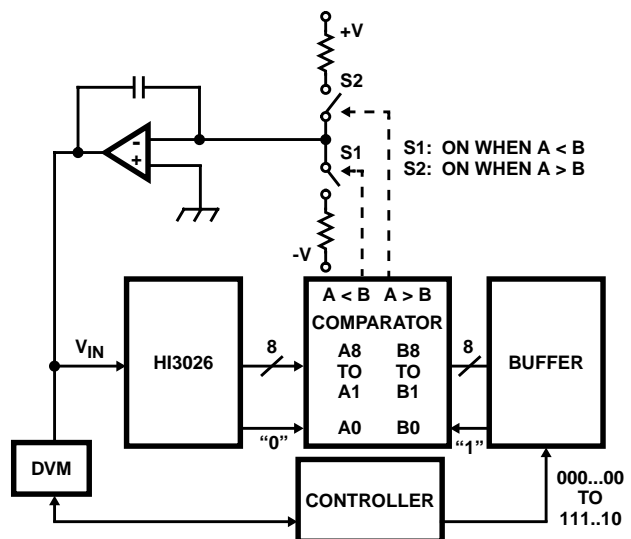 +V
S2
-
+
S1
S1: ON WHEN A < B
S2: ON WHEN A > B
-V
A < B A > B
COMPARATOR
A8 B8
TO TO
A1 B1
A0 B0
VIN
HI3026
8
"0"
8
"1"
BUFFER
DVM
CONTROLLER
000...00
TO
111..10